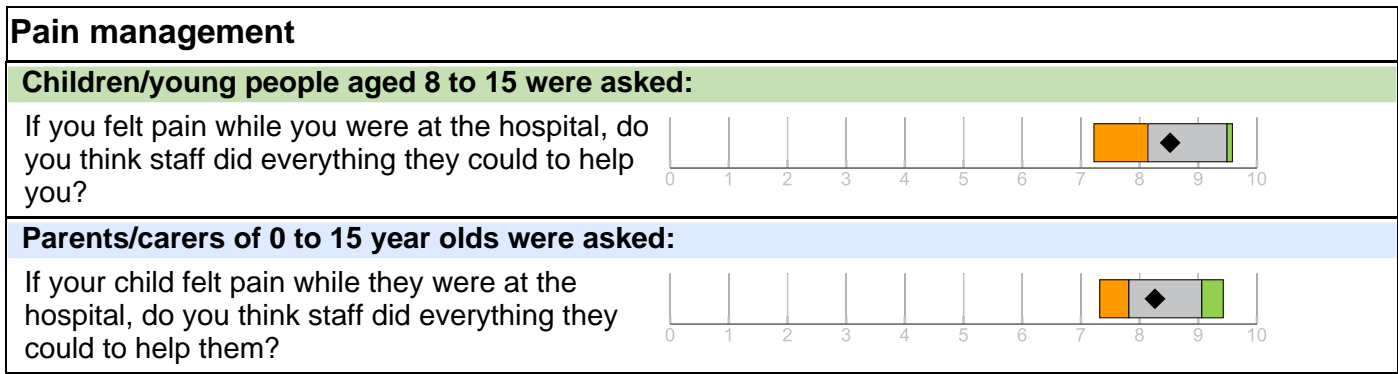 Pain management
Children/young people aged 8 to 15 were asked:
If you felt pain while you were at the hospital, do
you think staff did everything they could to help
you?
0 1 2 3 4 5 6 7 8 9 10
Parents/carers of 0 to 15 year olds were asked:
If your child felt pain while they were at the
hospital, do you think staff did everything they
could to help them?
0 1 2 3 4 5 6 7 8 9 10